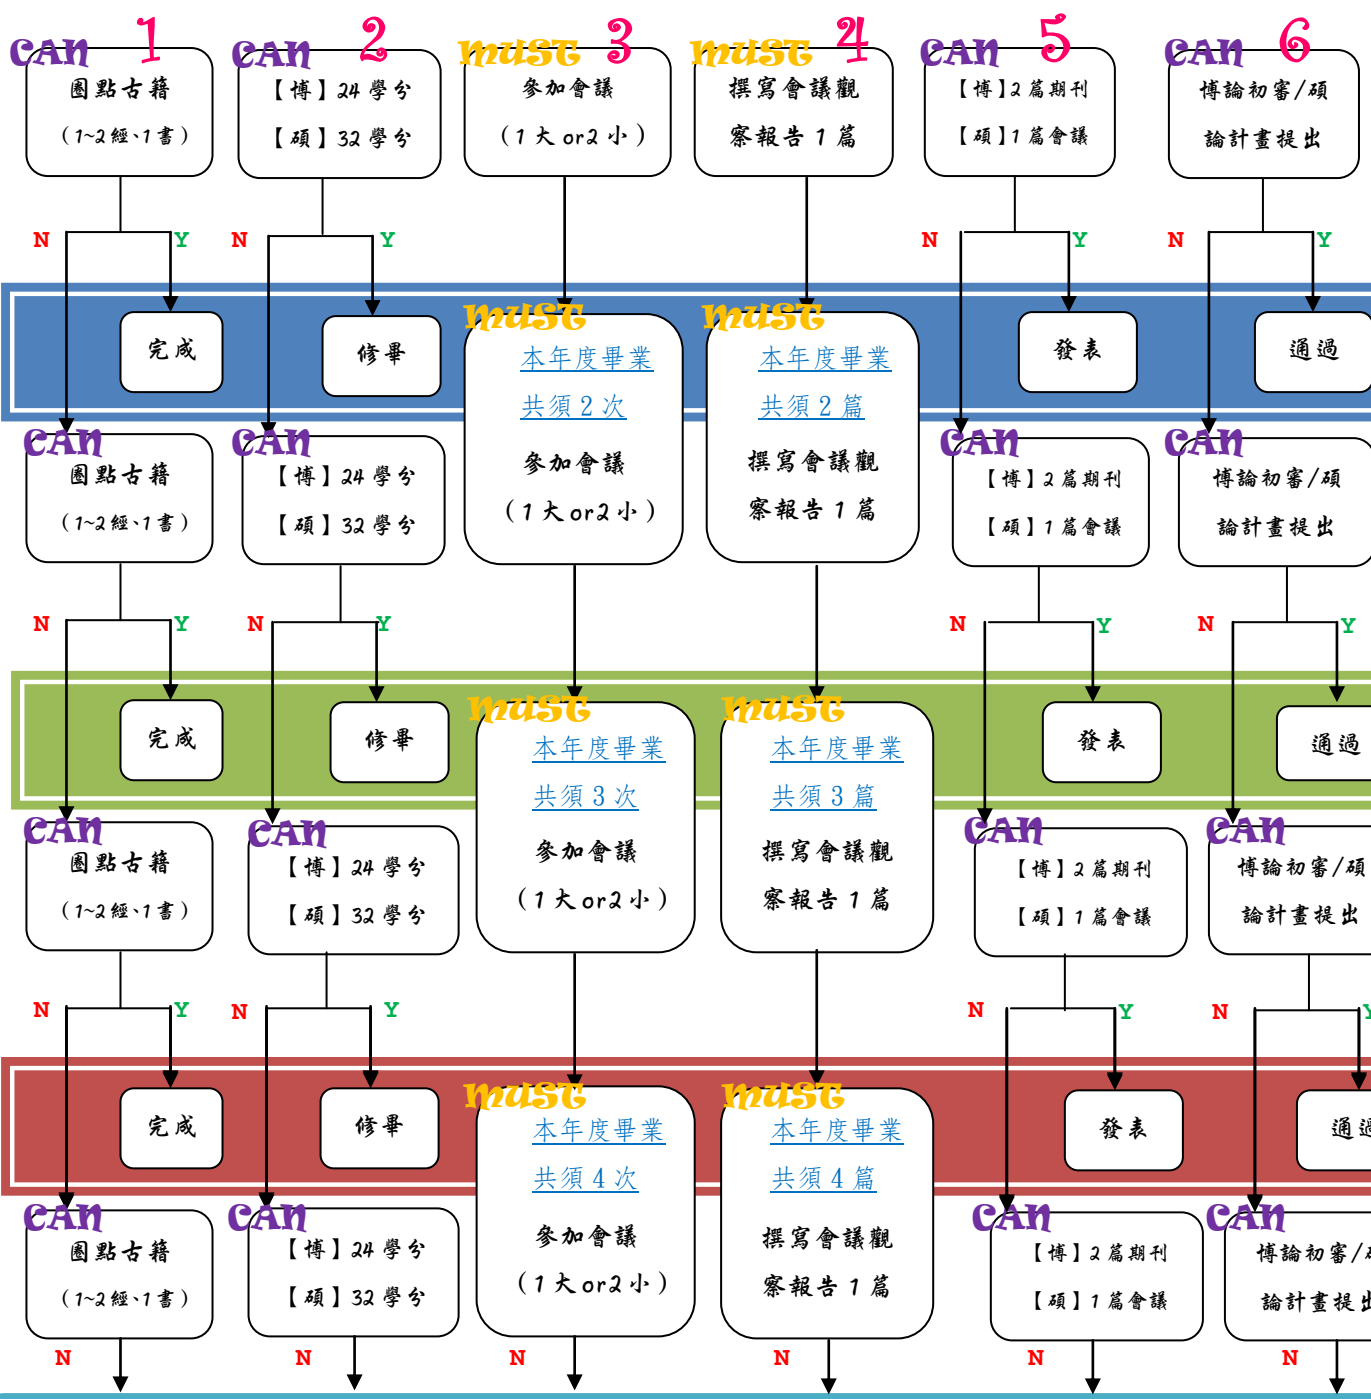 1
2
3
4
5
6
CAN
CAN
MUST
MUST
CAN
CAN
圈點古籍
(1~2經、1書)
【博】24學分
【碩】32學分
參加會議
(1大or2小)
撰寫會議觀
察報告1篇
【博】2篇期刊
【碩】1篇會議
博論初審/碩
論計畫提出
N
Y
N
Y
N
Y
N
Y
完成
修畢
MUST
本年度畢業
共須2次
參加會議
(1大or2小)
MUST
本年度畢業
共須2篇
撰寫會議觀
察報告1篇
發表
通過
CAN
圈點古籍
(1~2經、1書)
CAN
【博】24學分
【碩】32學分
CAN
【博】2篇期刊
【碩】1篇會議
CAN
博論初審/碩
論計畫提出
N
Y
N
Y
N
Y
N
Y
完成
修畢
MUST
本年度畢業
共須3次
參加會議
(1大or2小)
MUST
本年度畢業
共須3篇
撰寫會議觀
察報告1篇
發表
通過
CAN
圈點古籍
(1~2經、1書)
CAN
【博】24學分
【碩】32學分
CAN
【博】2篇期刊
【碩】1篇會議
CAN
博論初審/碩
論計畫提出
N
Y
N
Y
N
Y
N
Y
完成
修畢
MUST
本年度畢業
共須4次
參加會議
(1大or2小)
MUST
本年度畢業
共須4篇
撰寫會議觀
察報告1篇
發表
通過
CAN
圈點古籍
(1~2經、1書)
CAN
【博】24學分
【碩】32學分
CAN
【博】2篇期刊
【碩】1篇會議
CAN
博論初審/碩
論計畫提出
N
N
N
N
N
N